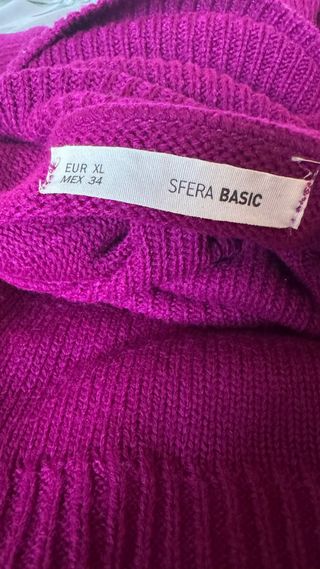 EUR XL
MEX 34
SFERA BASIC